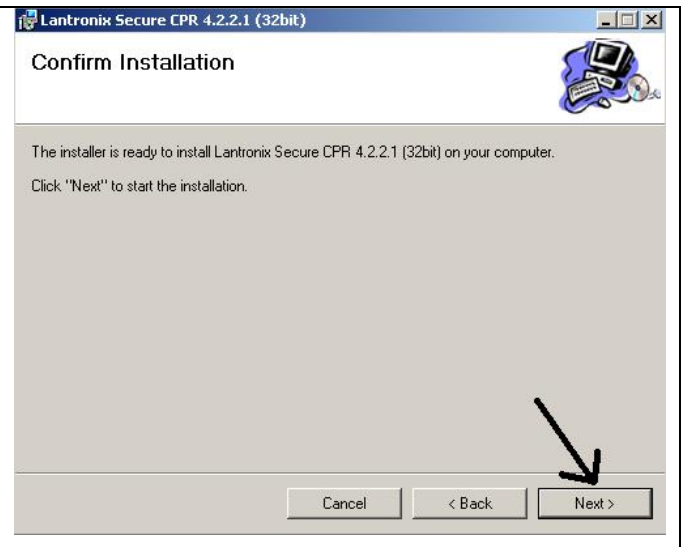 Lantronix Secure CPR 4.2.2.1 (32bit)
Confirm Installation
The installer is ready to install Lantronix Secure CPR 4.2.2.1 (32bit) on your computer.
Click "Next" to start the installation.
Cancel
< Back
Next >